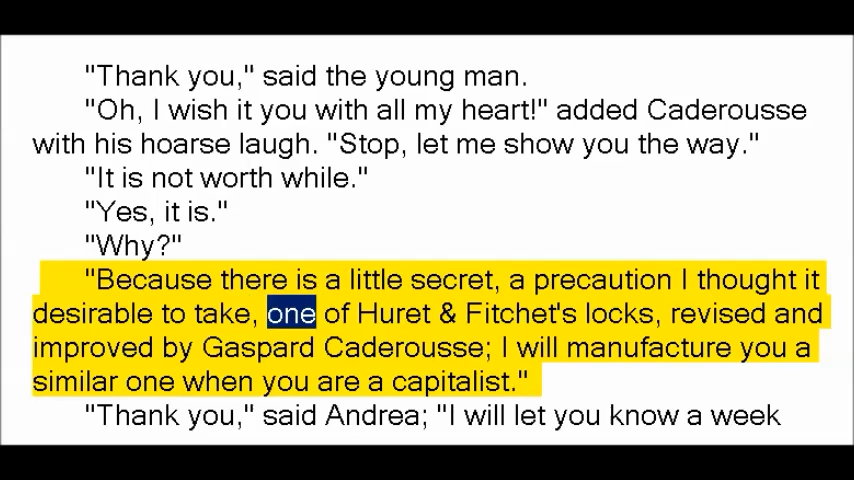 "Thank you," said the young man.
"Oh, I wish it you with all my heart!" added Caderousse
with his hoarse laugh. "Stop, let me show you the way."
"It is not worth while."
"Yes, it is."
"Why?"
"Because there is a little secret, a precaution I thought it
desirable to take, one of Huret & Fitchet's locks, revised and
improved by Gaspard Caderousse; I will manufacture you a
similar one when you are a capitalist."
"Thank you," said Andrea; "I will let you know a week